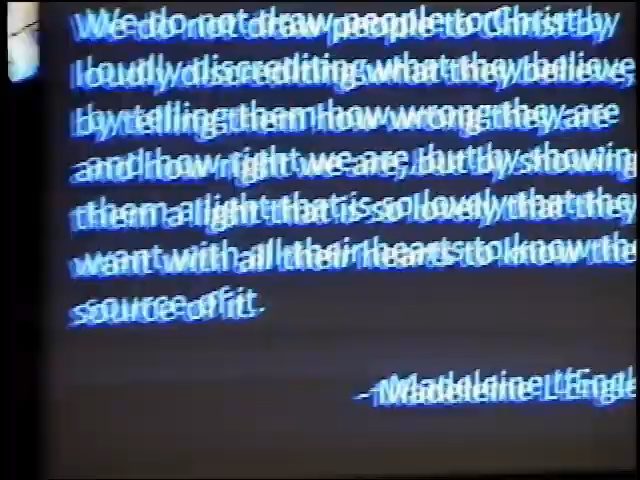 We do not draw people to Christ by
loudly discrediting what they believe,
by telling them how wrong they are
and how right we are, but by showing
them a light that is so lovely that they
want with all their hearts to know the
source of it.
- Madeleine L'Engl